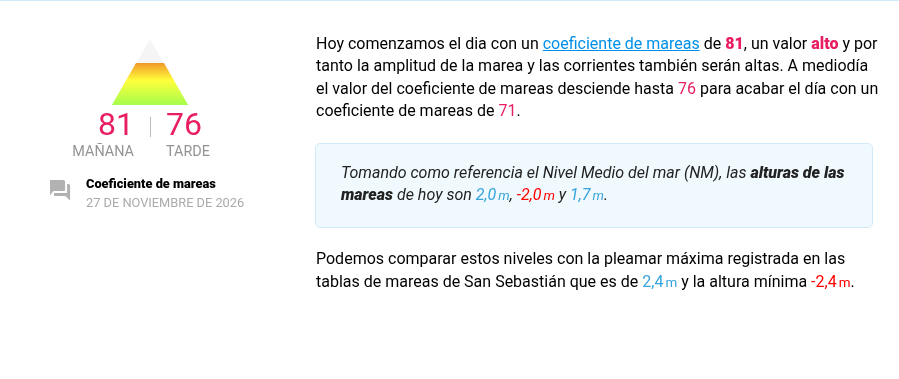 81 | 76
MAÑANA TARDE
Coeficiente de mareas
27 DE NOVIEMBRE DE 2026
Hoy comenzamos el dia con un coeficiente de mareas de 81, un valor alto y por
tanto la amplitud de la marea y las corrientes también serán altas. A mediodía
el valor del coeficiente de mareas desciende hasta 76 para acabar el día con un
coeficiente de mareas de 71.
Tomando como referencia el Nivel Medio del mar (NM), las alturas de las
mareas de hoy son 2,0 m, -2,0 m y 1,7 m.
Podemos comparar estos niveles con la pleamar máxima registrada en las
tablas de mareas de San Sebastián que es de 2,4 m y la altura mínima -2,4 m.